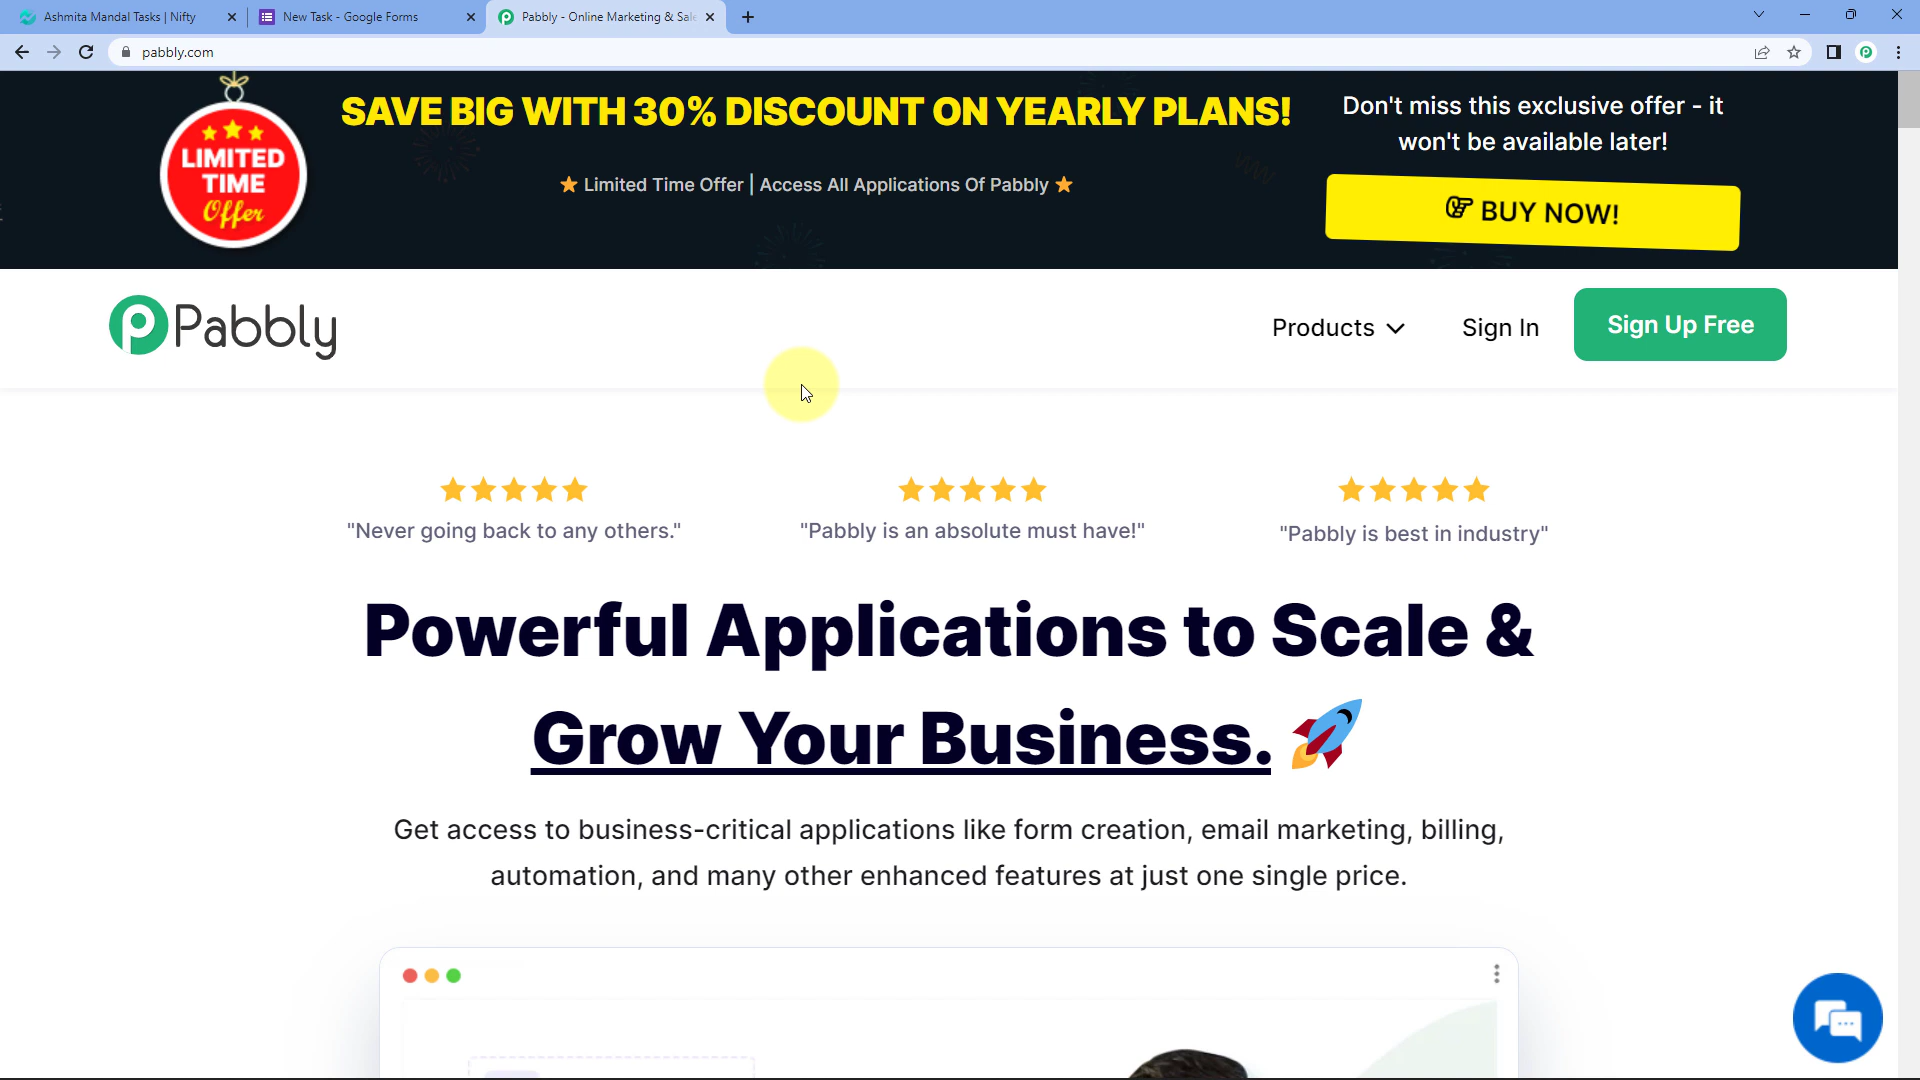 Ashmita Mandal Tasks | Nifty
New Task - Google Forms
Pabbly - Online Marketing & Sale
pabbly.com
LIMITED
TIME
Offer
SAVE BIG WITH 30% DISCOUNT ON YEARLY PLANS!
⭐ Limited Time Offer | Access All Applications Of Pabbly ⭐
Don't miss this exclusive offer - it
won't be available later!
BUY NOW!
Pabbly
Products
Sign In
Sign Up Free
"Never going back to any others."
"Pabbly is an absolute must have!"
"Pabbly is best in industry"
Powerful Applications to Scale &
Grow Your Business. 🚀
Get access to business-critical applications like form creation, email marketing, billing,
automation, and many other enhanced features at just one single price.